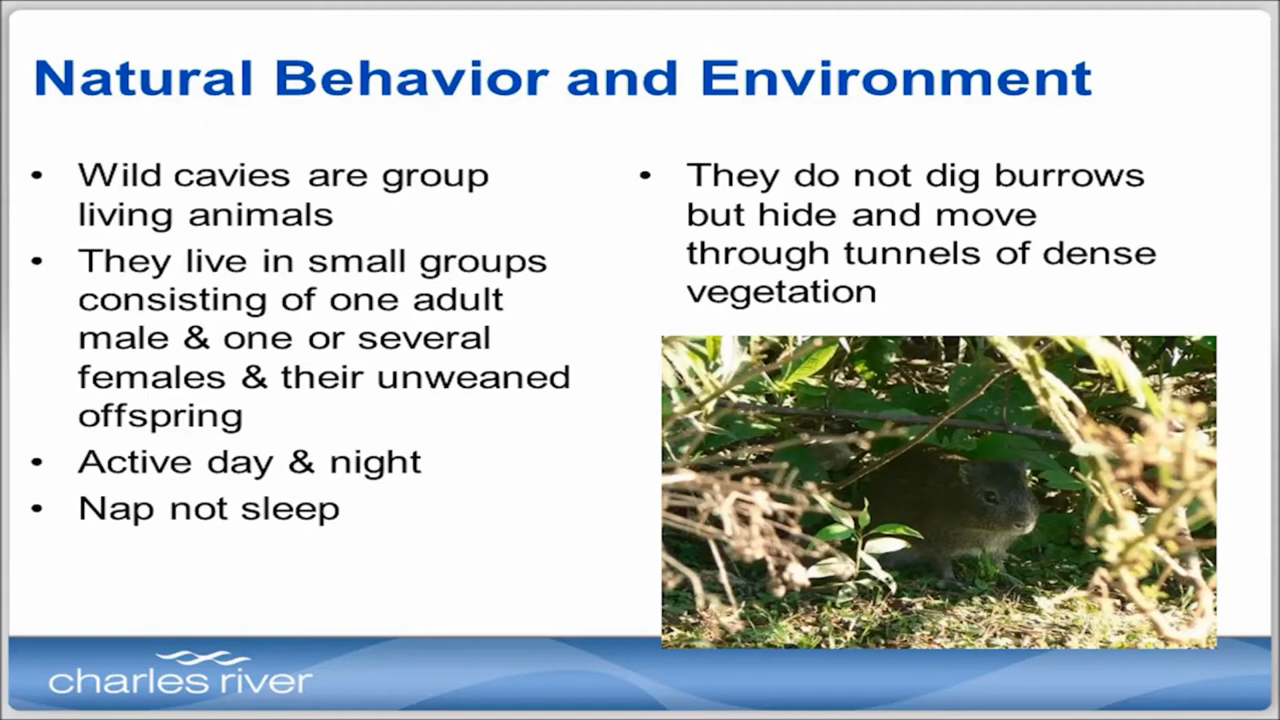 Natural Behavior and Environment
• Wild cavies are group
living animals
• They live in small groups
consisting of one adult
male & one or several
females & their unweaned
offspring
• Active day & night
• Nap not sleep
• They do not dig burrows
but hide and move
through tunnels of dense
vegetation
charles river